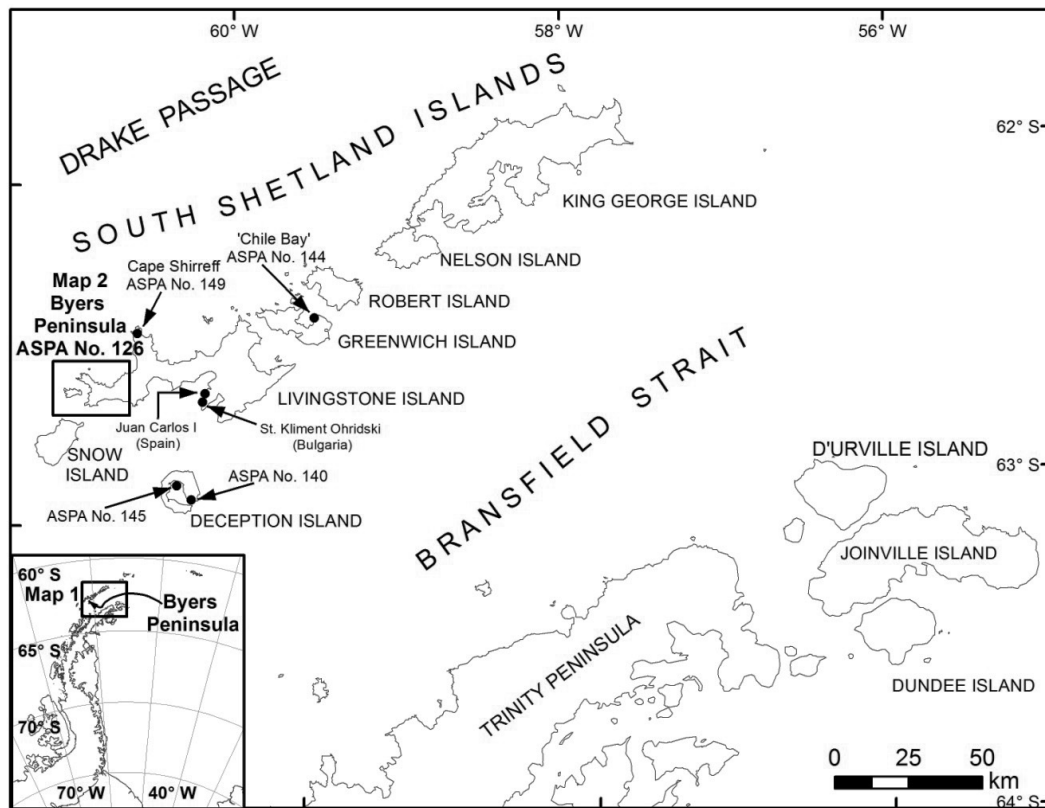 60° W
58° W
56° W
DRAKE PASSAGE
SOUTH SHETLAND ISLANDS
62° S
KING GEORGE ISLAND
'Chile Bay'
ASPA No. 144
NELSON ISLAND
Cape Shirreff
ASPA No. 149
Map 2
Byers
Peninsula
ASPA No. 126
ROBERT ISLAND
GREENWICH ISLAND
LIVINGSTONE ISLAND
Juan Carlos I
(Spain)
St. Kliment Ohridski
(Bulgaria)
SNOW
ISLAND
ASPA No. 140
ASPA No. 145
DECEPTION ISLAND
BRANSFIELD STRAIT
D'URVILLE ISLAND
63° S
JOINVILLE ISLAND
TRINITY PENINSULA
DUNDEE ISLAND
60° S
Map 1
Byers
Peninsula
65° S
70° S
70° W
40° W
0 25 50
km
64° S